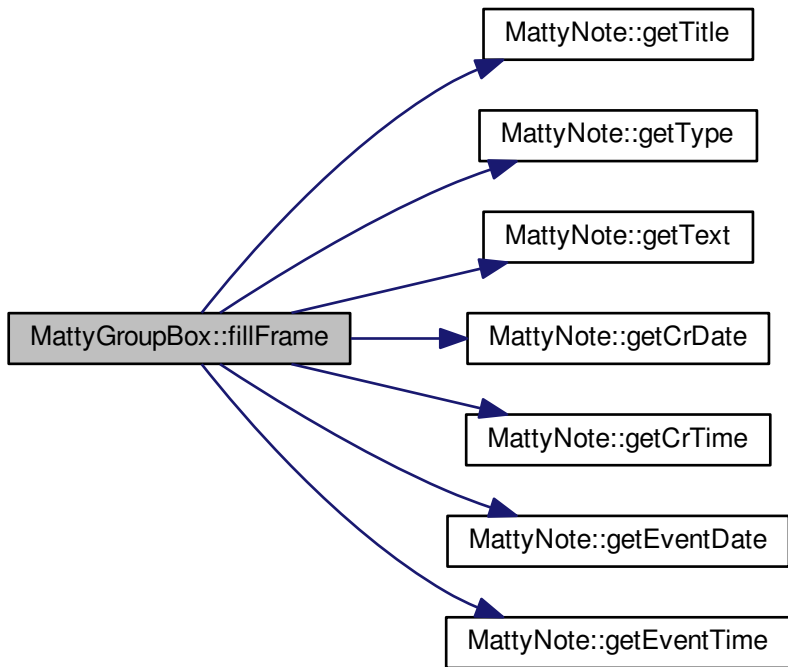 MattyNote::getTitle
MattyNote::getType
MattyNote::getText
MattyGroupBox::fillFrame
MattyNote::getCrDate
MattyNote::getCrTime
MattyNote::getEventDate
MattyNote::getEventTime